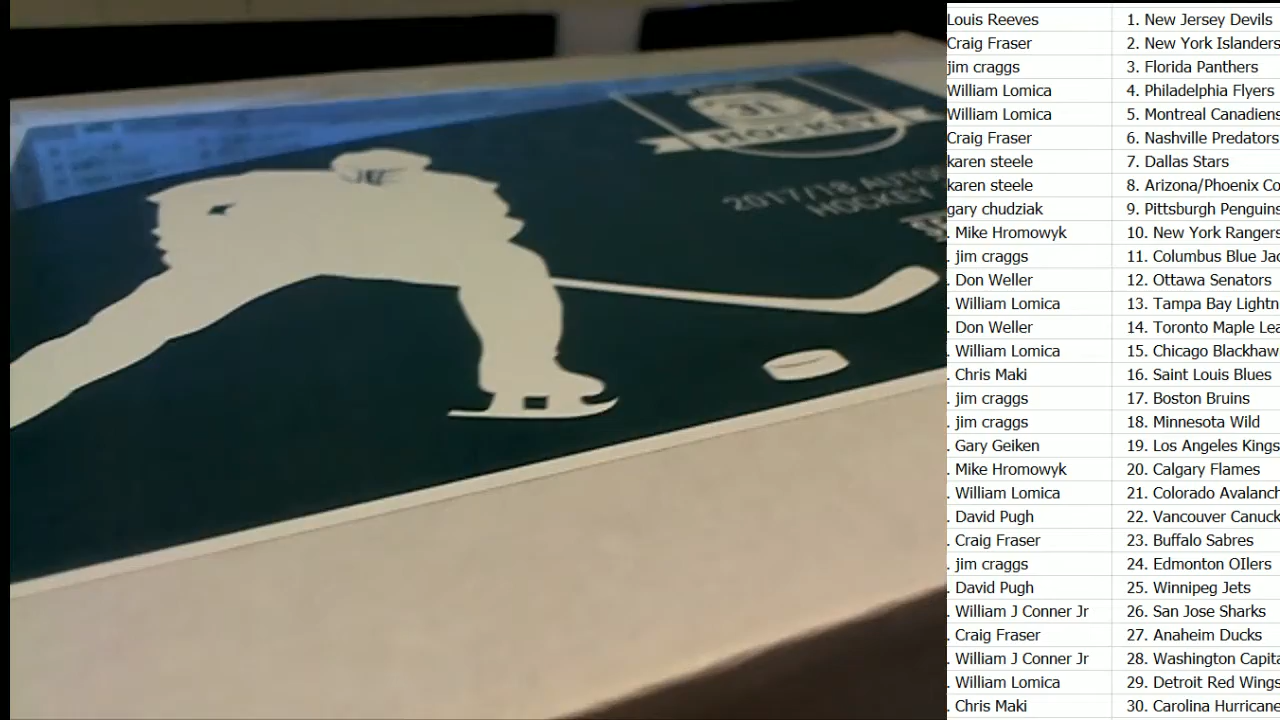 31
HOCKEY
2017/18 AUTOG
HOCKEY
Louis Reeves 1. New Jersey Devils
Craig Fraser 2. New York Islanders
jim craggs 3. Florida Panthers
William Lomica 4. Philadelphia Flyers
William Lomica 5. Montreal Canadiens
Craig Fraser 6. Nashville Predators
karen steele 7. Dallas Stars
karen steele 8. Arizona/Phoenix Co
gary chudziak 9. Pittsburgh Penguins
. Mike Hromowyk 10. New York Rangers
. jim craggs 11. Columbus Blue Jac
. Don Weller 12. Ottawa Senators
. William Lomica 13. Tampa Bay Lightn
. Don Weller 14. Toronto Maple Lea
. William Lomica 15. Chicago Blackhaw
. Chris Maki 16. Saint Louis Blues
. jim craggs 17. Boston Bruins
. jim craggs 18. Minnesota Wild
. Gary Geiken 19. Los Angeles Kings
. Mike Hromowyk 20. Calgary Flames
. William Lomica 21. Colorado Avalanch
. David Pugh 22. Vancouver Canuck
. Craig Fraser 23. Buffalo Sabres
. jim craggs 24. Edmonton OIlers
. David Pugh 25. Winnipeg Jets
. William J Conner Jr 26. San Jose Sharks
. Craig Fraser 27. Anaheim Ducks
. William J Conner Jr 28. Washington Capita
. William Lomica 29. Detroit Red Wings
. Chris Maki 30. Carolina Hurricane